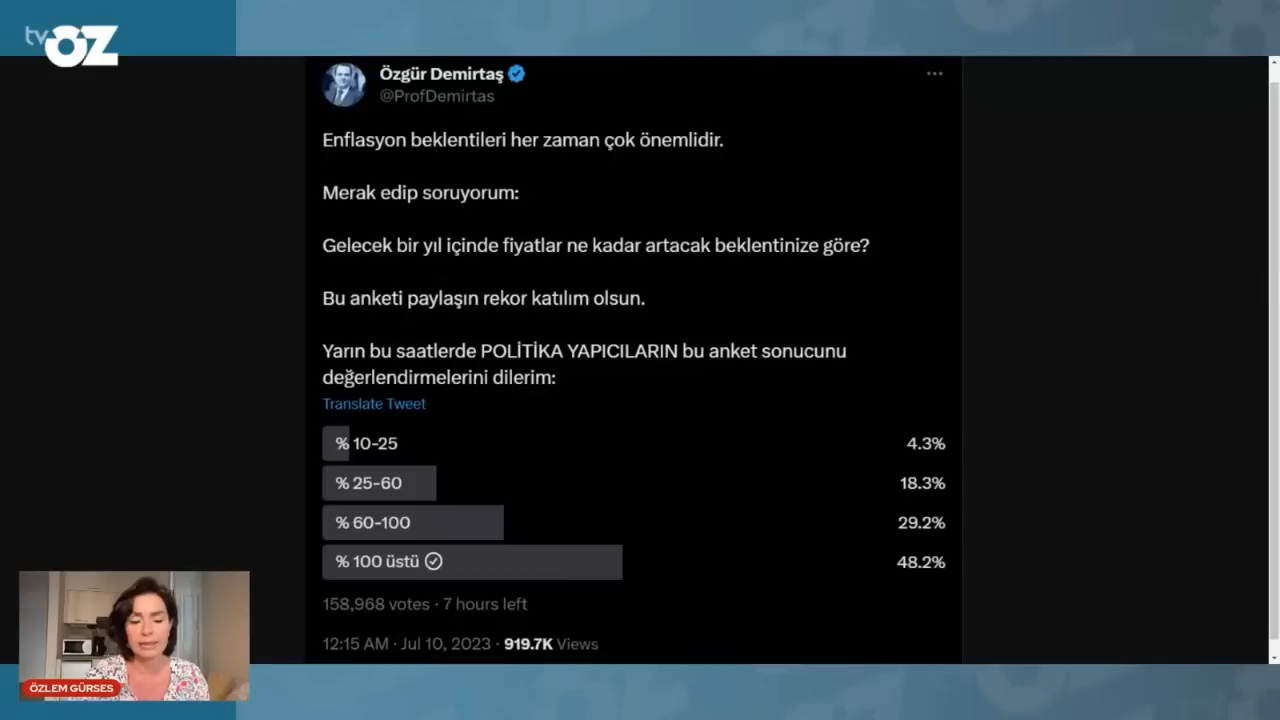 tv ÖZ
Özgür Demirtaş
@ProfDemirtas
Enflasyon beklentileri her zaman çok önemlidir.
Merak edip soruyorum:
Gelecek bir yıl içinde fiyatlar ne kadar artacak beklentinize göre?
Bu anketi paylaşın rekor katılım olsun.
Yarın bu saatlerde POLİTİKA YAPICILARIN bu anket sonucunu
değerlendirmelerini dilerim:
Translate Tweet
% 10-25 4.3%
% 25-60 18.3%
% 60-100 29.2%
% 100 üstü 48.2%
158,968 votes · 7 hours left
12:15 AM · Jul 10, 2023 · 919.7K Views
ÖZLEM GÜRSES